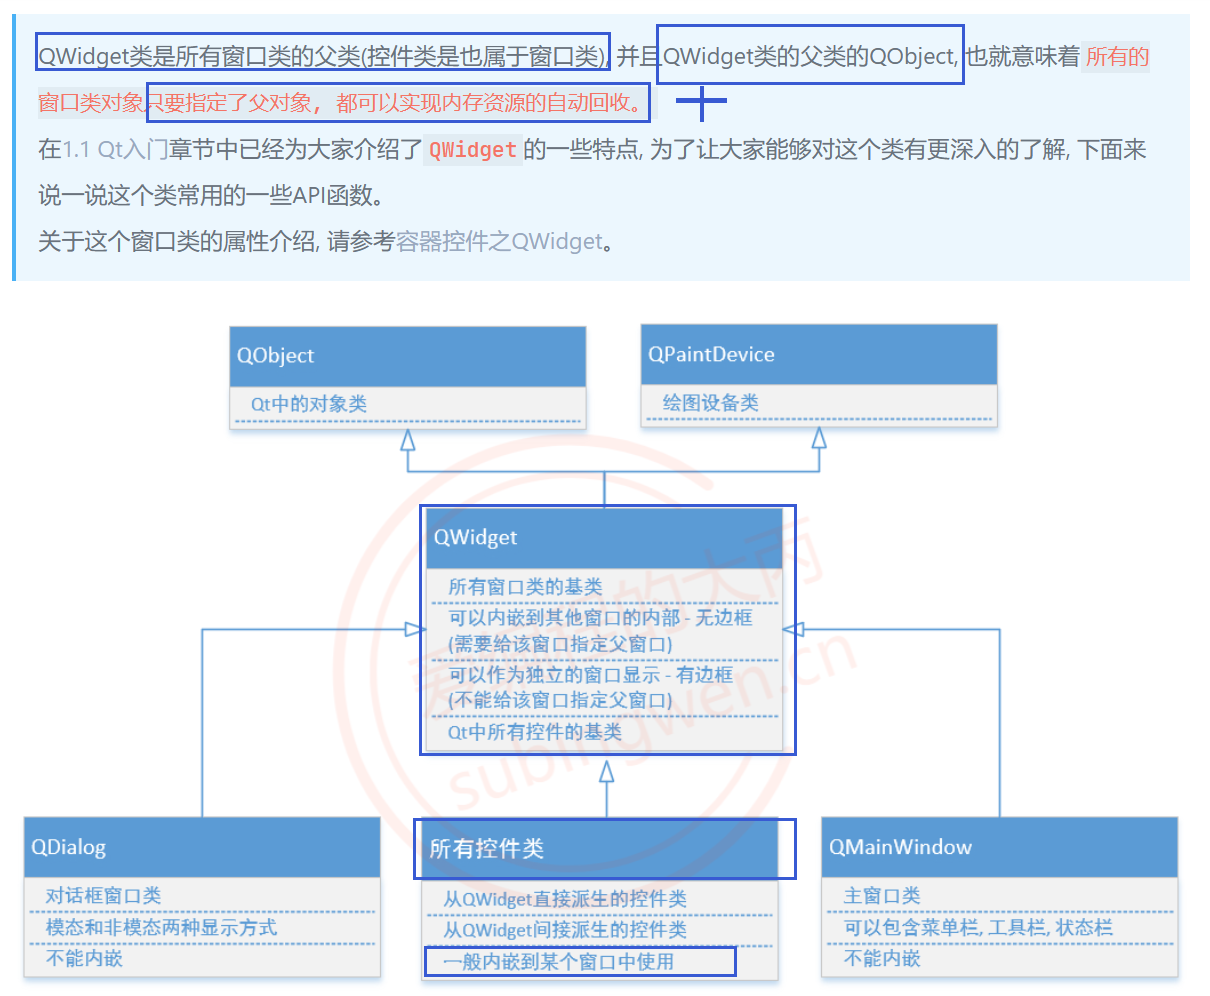 QWidget类是所有窗口类的父类(控件类是也属于窗口类), 并且QWidget类的父类的QObject, 也就意味着 所有的
窗口类对象只要指定了父对象，都可以实现内存资源的自动回收。
在1.1 Qt入门章节中已经为大家介绍了 QWidget 的一些特点, 为了让大家能够对这个类有更深入的了解, 下面来
说一说这个类常用的一些API函数。
关于这个窗口类的属性介绍, 请参考容器控件之QWidget。
QObject
Qt中的对象类
QPaintDevice
绘图设备类
QWidget
所有窗口类的基类
可以内嵌到其他窗口的内部 - 无边框
(需要给该窗口指定父窗口)
可以作为独立的窗口显示 - 有边框
(不能给该窗口指定父窗口)
Qt中所有控件的基类
QDialog
对话框窗口类
模态和非模态两种显示方式
不能内嵌
所有控件类
从QWidget直接派生的控件类
从QWidget间接派生的控件类
一般内嵌到某个窗口中使用
QMainWindow
主窗口类
可以包含菜单栏, 工具栏, 状态栏
不能内嵌
爱编程的大丙
subingwen.cn